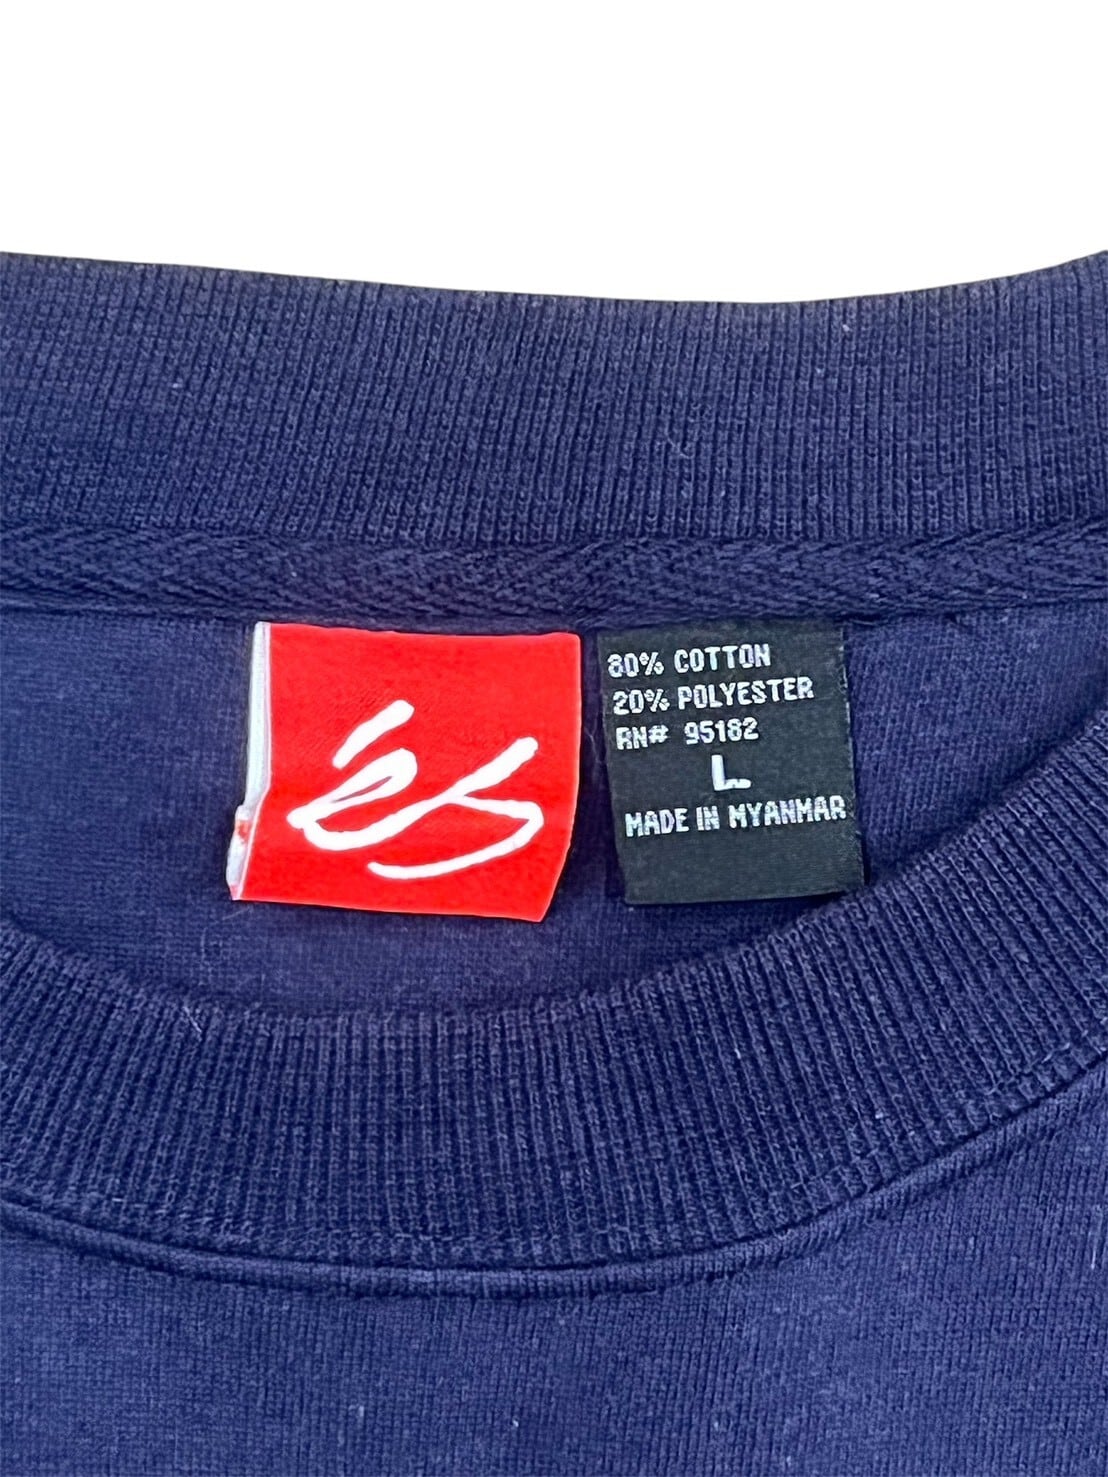 éS
80% COTTON
20% POLYESTER
RN# 95182
L
MADE IN MYANMAR